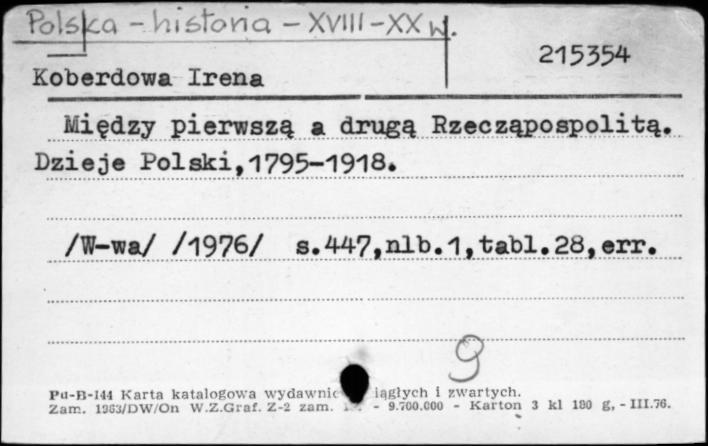 Polska - historia - XVIII-XX w.
215354
Koberdowa Irena
Między pierwszą a drugą Rzecząpospolitą.
Dzieje Polski,1795-1918.
/W-wa/ /1976/ s.447,nlb.1,tabl.28,err.
9
Pu-B-144 Karta katalogowa wydawnic iągłych i zwartych.
Zam. 1963/DW/On W.Z.Graf. Z-2 zam. - 9.700.000 - Karton 3 kl 180 g, - III.76.